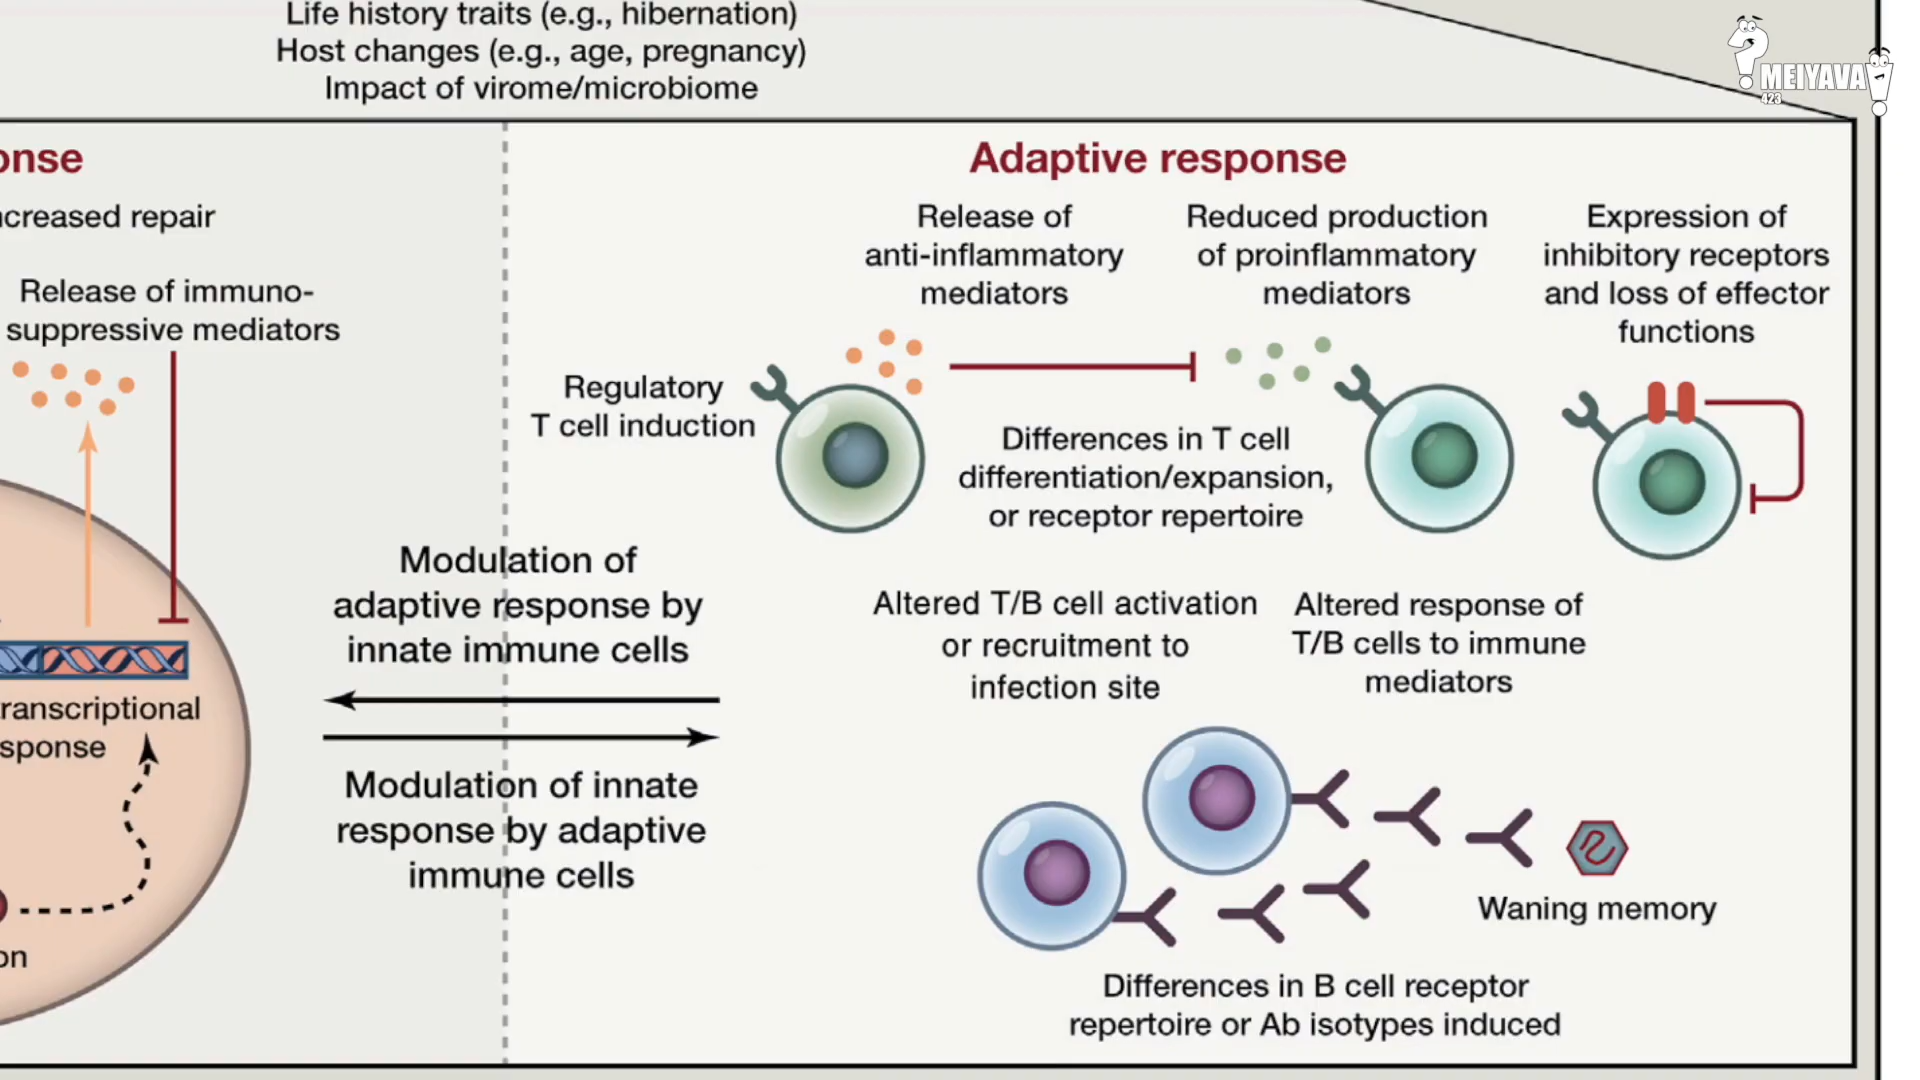 Life history traits (e.g., hibernation)
Host changes (e.g., age, pregnancy)
Impact of virome/microbiome
MEIYAVA
423
onse
ncreased repair
Release of immuno-
suppressive mediators
ranscriptional
sponse
on
Modulation of
adaptive response by
innate immune cells
Modulation of innate
response by adaptive
immune cells
Adaptive response
Release of
anti-inflammatory
mediators
Reduced production
of proinflammatory
mediators
Expression of
inhibitory receptors
and loss of effector
functions
Regulatory
T cell induction
Differences in T cell
differentiation/expansion,
or receptor repertoire
Altered T/B cell activation
or recruitment to
infection site
Altered response of
T/B cells to immune
mediators
Waning memory
Differences in B cell receptor
repertoire or Ab isotypes induced